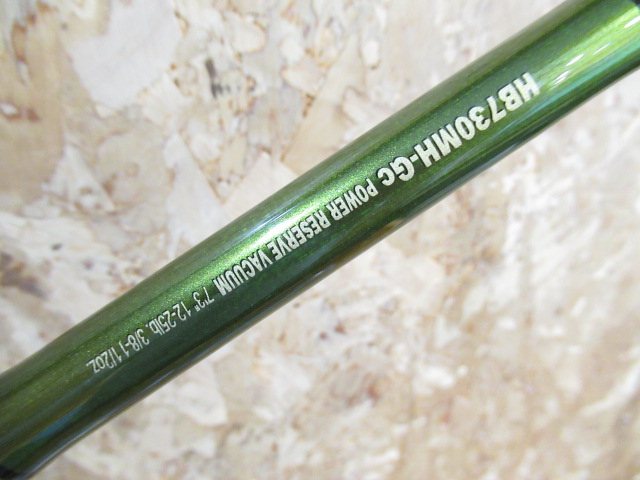 HB730MH-Gc POWER RESERVE VACUUM 7'3" 12-25lb. 3/8-1 1/2oz.